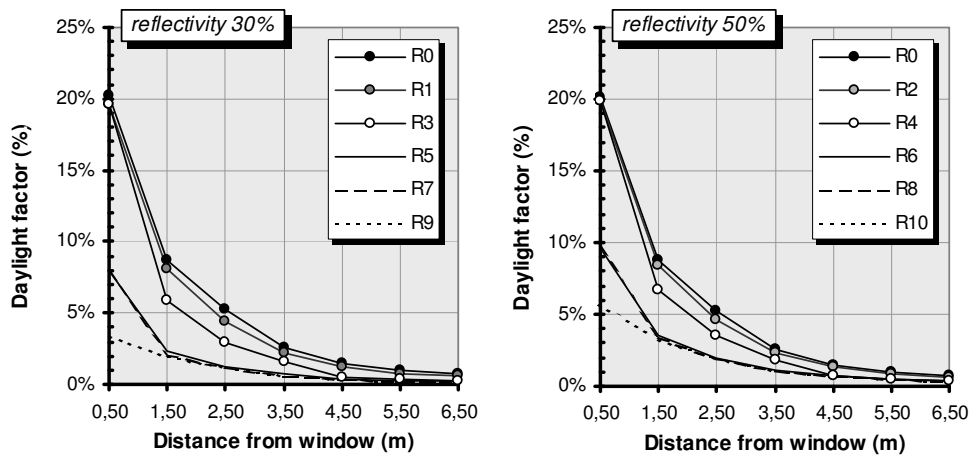 reflectivity 30%
25%
20%
15%
10%
5%
0%
Daylight factor (%)
R0
R1
R3
R5
R7
R9
0,50 1,50 2,50 3,50 4,50 5,50 6,50
Distance from window (m)
reflectivity 50%
25%
20%
15%
10%
5%
0%
Daylight factor (%)
R0
R2
R4
R6
R8
R10
0,50 1,50 2,50 3,50 4,50 5,50 6,50
Distance from window (m)